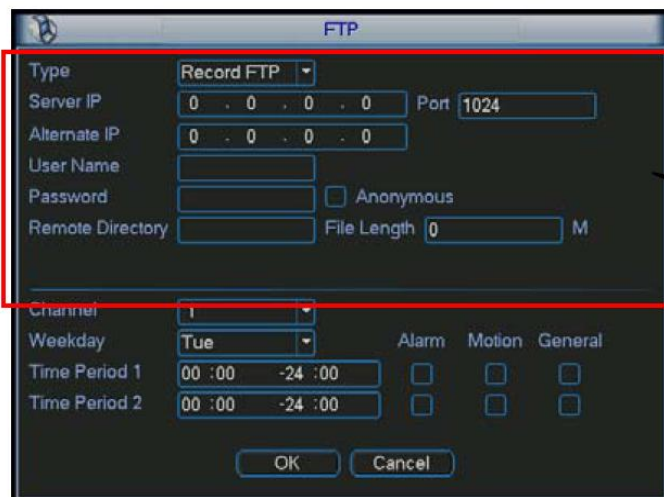 FTP
Type Record FTP
Server IP 0 . 0 . 0 . 0 Port 1024
Alternate IP 0 . 0 . 0 . 0
User Name
Password Anonymous
Remote Directory File Length 0 M
Channel 1
Weekday Tue Alarm Motion General
Time Period 1 00 :00 -24 :00
Time Period 2 00 :00 -24 :00
OK Cancel